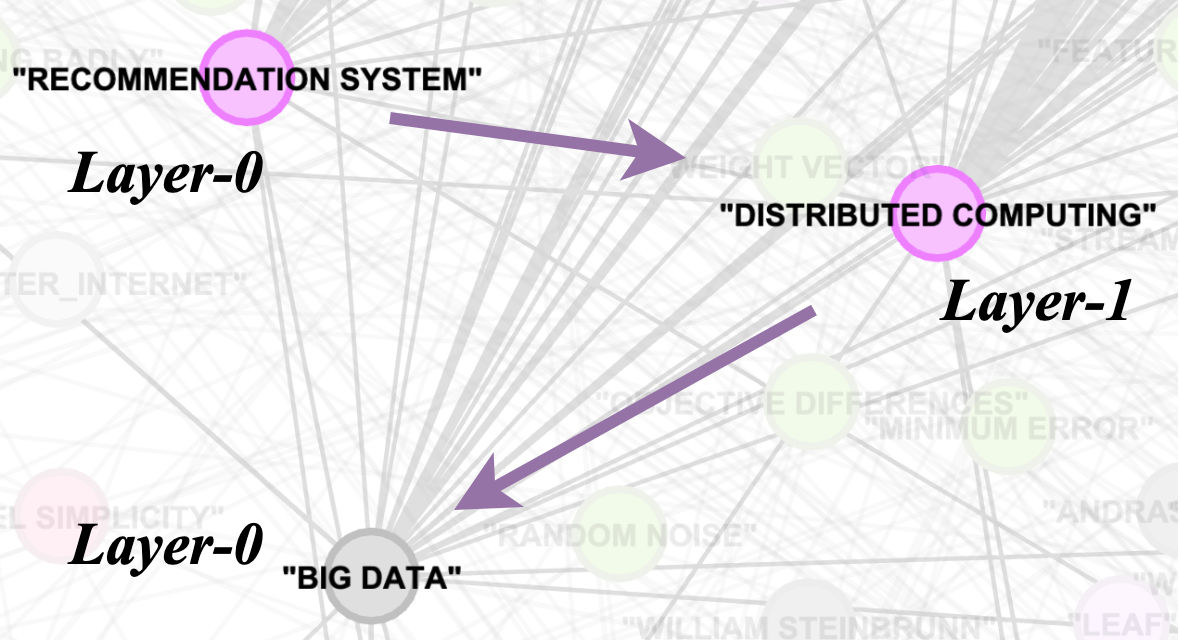 NG BADLY"
"RECOMMENDATION SYSTEM"
"FEATUR
Layer-0
WEIGHT VECTOR
"DISTRIBUTED COMPUTING"
"STREAM
TER_INTERNET"
Layer-1
"OBJECTIVE DIFFERENCES"
"MINIMUM ERROR"
EL SIMPLICITY"
"ANDRAS
"RANDOM NOISE"
Layer-0
"BIG DATA"
"W
"WILLIAM STEINBRUNN"
"LEAF"